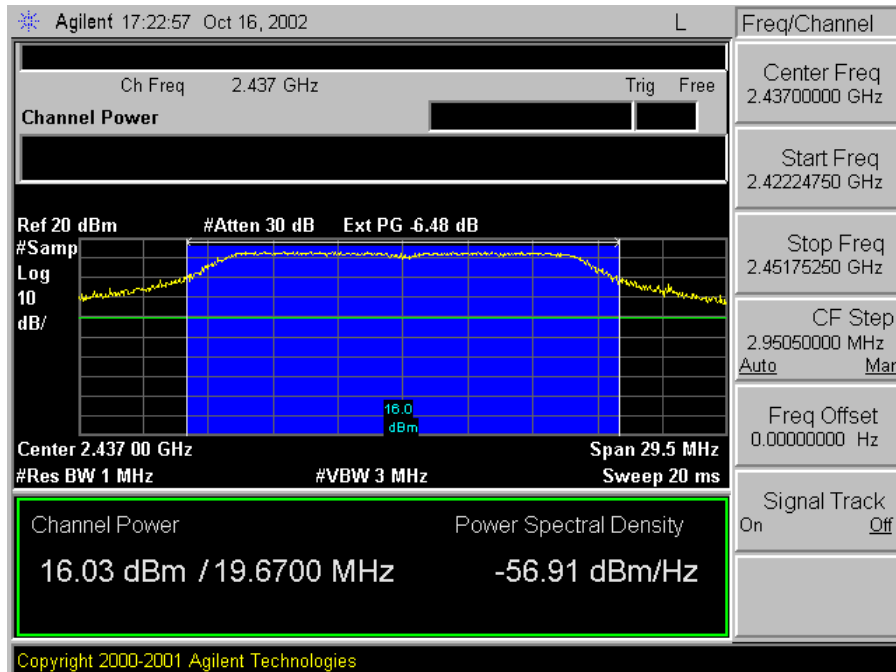 Agilent 17:22:57 Oct 16, 2002 L
Freq/Channel
Ch Freq 2.437 GHz Trig Free
Channel Power
Center Freq
2.43700000 GHz
Start Freq
2.42224750 GHz
Stop Freq
2.45175250 GHz
CF Step
2.95050000 MHz
Auto Man
Freq Offset
0.00000000 Hz
Signal Track
On Off
Ref 20 dBm #Atten 30 dB Ext PG -6.48 dB
#Samp
Log
10
dB/
16.0
dBm
Center 2.437 00 GHz Span 29.5 MHz
#Res BW 1 MHz #VBW 3 MHz Sweep 20 ms
Channel Power Power Spectral Density
16.03 dBm / 19.6700 MHz -56.91 dBm/Hz
Copyright 2000-2001 Agilent Technologies